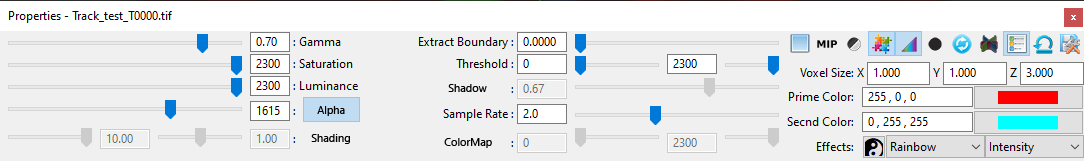 Properties - Track_test_T0000.tif x
0.70 : Gamma Extract Boundary : 0.0000 MIP
2300 : Saturation Threshold : 0 2300 Voxel Size: X 1.000 Y 1.000 Z 3.000
2300 : Luminance Shadow : 0.67 Prime Color: 255 , 0 , 0
1615 : Alpha Sample Rate : 2.0 Secnd Color: 0 , 255 , 255
10.00 1.00 : Shading ColorMap : 0 2300 Effects: Rainbow Intensity